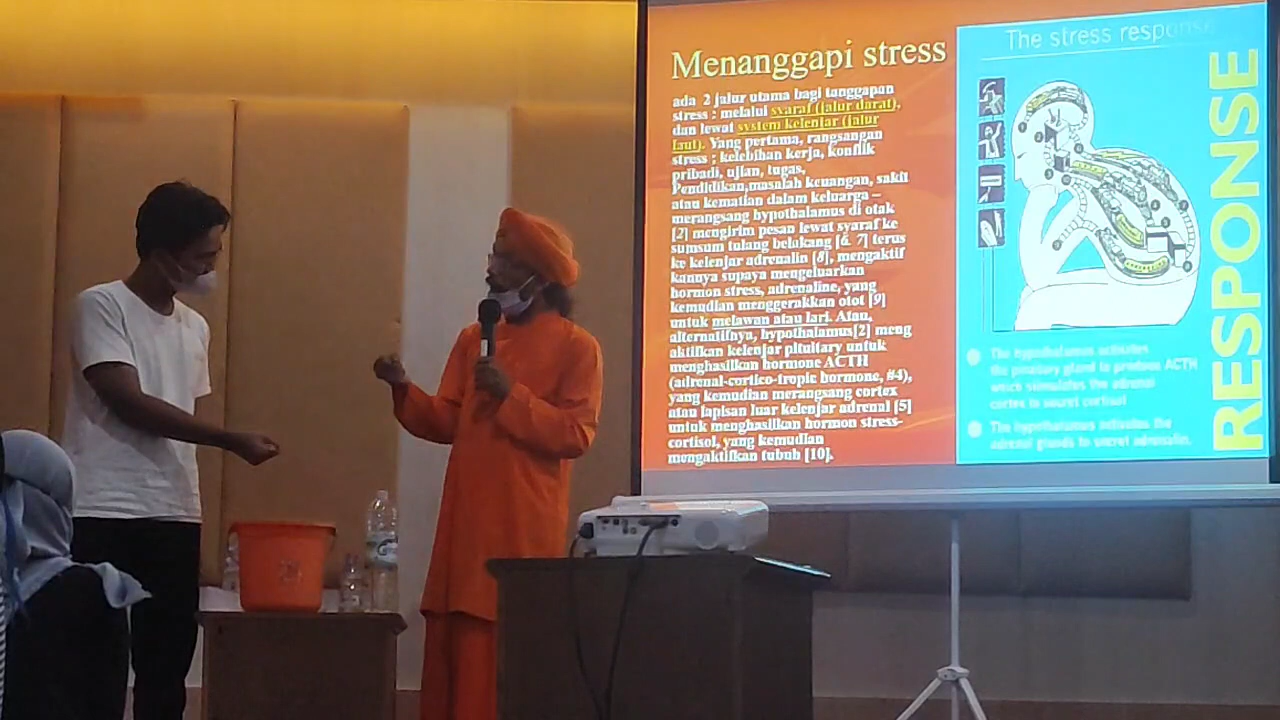 Menanggapi stress
ada 2 jalur utama bagi tanggapan
stress : melalui syaraf (jalur darat),
dan lewat system kelenjar (jalur
laut). Yang pertama, rangsangan
stress ; kelebihan kerja, konflik
pribadi, ujian, tugas,
Pendidikan,masalah keuangan, sakit
atau kematian dalam keluarga –
merangsang hypothalamus di otak
[2] mengirim pesan lewat syaraf ke
sumsum tulang belakang [6, 7] terus
ke kelenjar adrenalin [8], mengaktif
kannya supaya mengeluarkan
hormon stress, adrenaline, yang
kemudian menggerakkan otot [9]
untuk melawan atau lari. Atau,
alternatifnya, hypothalamus[2] meng
aktifkan kelenjar pituitary untuk
menghasilkan hormone ACTH
(adrenal-cortico-tropic hormone, #4),
yang kemudian merangsang cortex
atau lapisan luar kelenjar adrenal [5]
untuk menghasilkan hormon stress-
cortisol, yang kemudian
mengaktifkan tubuh [10].
The stress response
RESPONSE
The hypothalamus activates
the pituitary gland to produce ACTH
which stimulates the adrenal
cortex to secret cortisol
The hypothalamus activates the
adrenal glands to secret adrenalin.